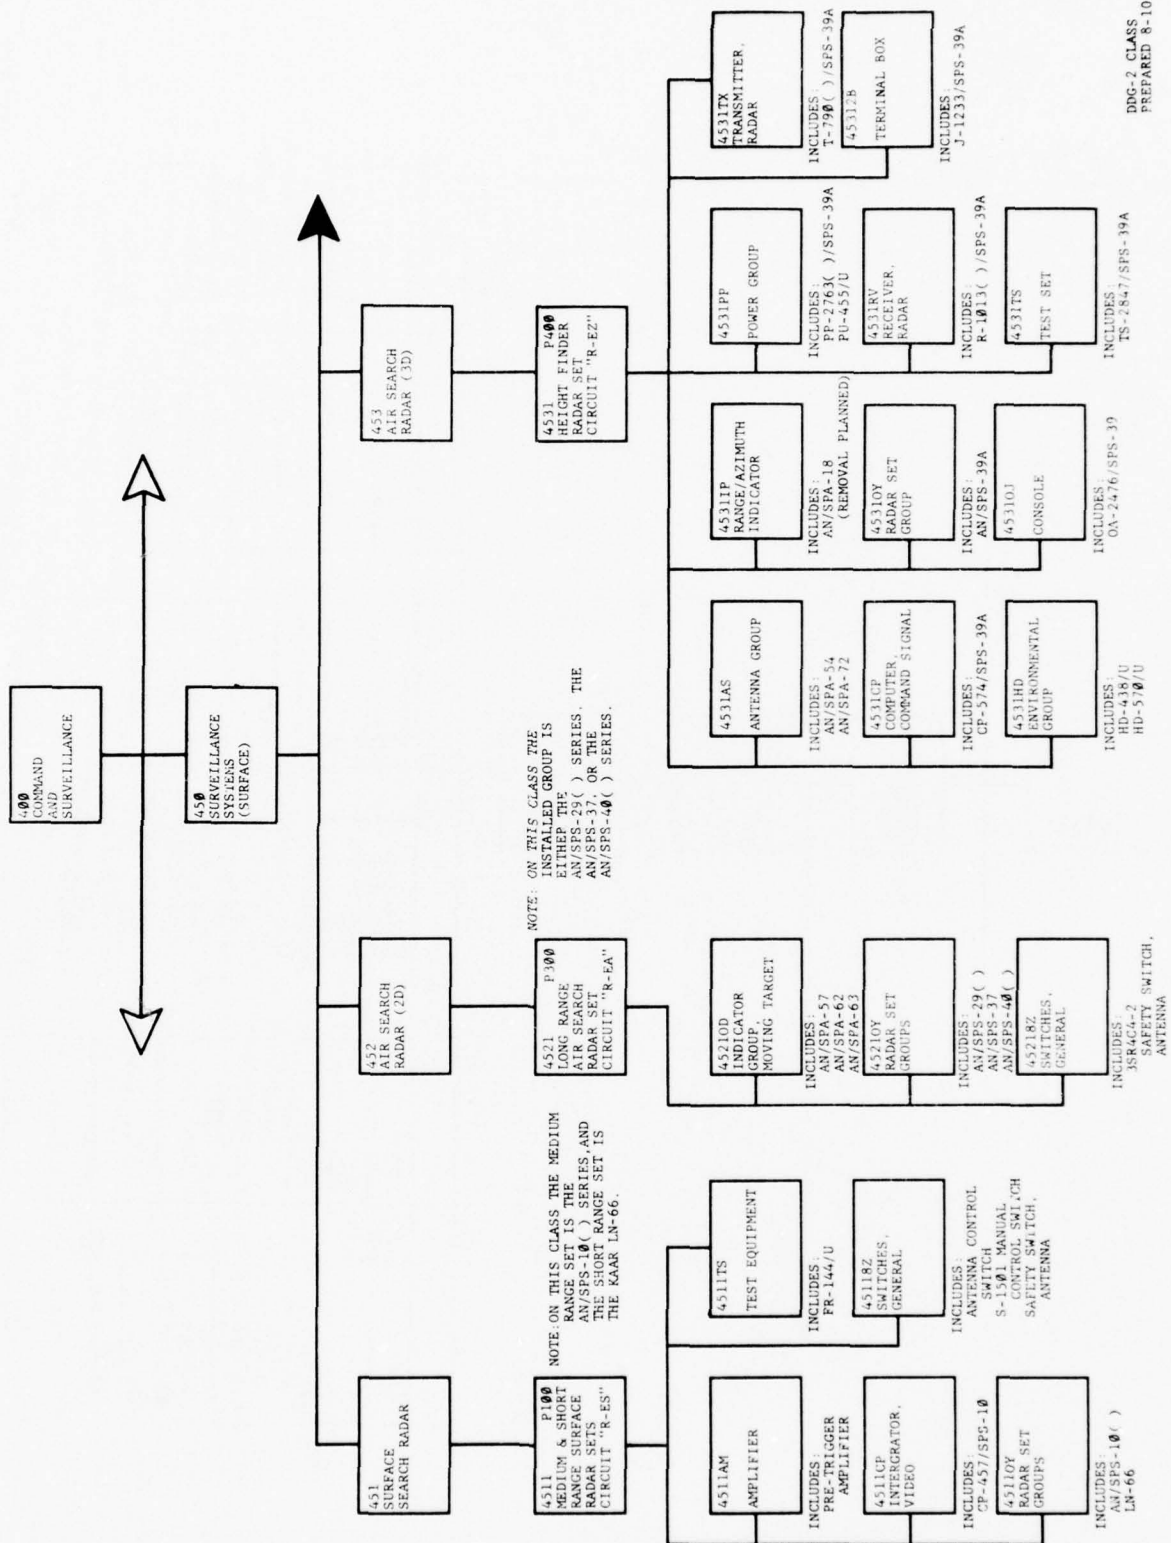 400
COMMAND
AND
SURVEILLANCE
450
SURVEILLANCE
SYSTEMS
(SURFACE)
451
SURFACE
SEARCH RADAR
452
AIR SEARCH
RADAR (2D)
453
AIR SEARCH
RADAR (3D)
4511 P100
MEDIUM & SHORT
RANGE SURFACE
RADAR SETS
CIRCUIT "R-ES"
NOTE: ON THIS CLASS THE MEDIUM
RANGE SET IS THE
AN/SPS-10( ) SERIES,AND
THE SHORT RANGE SET IS
THE KAAR LN-66.
4521 P300
LONG RANGE
AIR SEARCH
RADAR SET
CIRCUIT "R-EA"
NOTE: ON THIS CLASS THE
INSTALLED GROUP IS
EITHEP THE
AN/SPS-29( ) SERIES, THE
AN/SPS-37, OR THE
AN/SPS-40( ) SERIES.
4531 P400
HEIGHT FINDER
RADAR SET
CIRCUIT "R-EZ"
4511AM
AMPLIFIER
INCLUDES:
PRE-TRIGGER
AMPLIFIER
4511CP
INTERGRATOR,
VIDEO
INCLUDES:
CP-457/SPS-10
4511OY
RADAR SET
GROUPS
INCLUDES:
AN/SPS-10( )
LN-66
4511TS
TEST EQUIPMENT
INCLUDES:
FR-144/U
45118Z
SWITCHES,
GENERAL
INCLUDES:
ANTENNA CONTROL
SWITCH
S-1501 MANUAL
CONTROL SWITCH
SAFETY SWITCH,
ANTENNA
4521OD
INDICATOR
GROUP,
MOVING TARGET
INCLUDES:
AN/SPA-57
AN/SPA-62
AN/SPA-63
4521OY
RADAR SET
GROUPS
INCLUDES:
AN/SPS-29( )
AN/SPS-37
AN/SPS-40( )
45218Z
SWITCHES,
GENERAL
INCLUDES:
3SR4C4-2
SAFETY SWITCH,
ANTENNA
4531AS
ANTENNA GROUP
INCLUDES:
AN/SPA-54
AN/SPA-72
4531CP
COMPUTER,
COMMAND SIGNAL
INCLUDES:
CP-574/SPS-39A
4531HD
ENVIRONMENTAL
GROUP
INCLUDES:
HD-438/U
HD-570/U
4531IP
RANGE/AZIMUTH
INDICATOR
INCLUDES:
AN/SPA-18
(REMOVAL PLANNED)
4531OY
RADAR SET
GROUP
INCLUDES:
AN/SPS-39A
4531OJ
CONSOLE
INCLUDES:
OA-2476/SPS-39
4531PP
POWER GROUP
INCLUDES:
PP-2763( )/SPS-39A
PU-455/U
4531RV
RECEIVER,
RADAR
INCLUDES:
R-1013( )/SPS-39A
4531TS
TEST SET
INCLUDES:
TS-2847/SPS-39A
4531TX
TRANSMITTER,
RADAR
INCLUDES:
T-790( )/SPS-39A
45312B
TERMINAL BOX
INCLUDES:
J-1233/SPS-39A
DDG-2 CLASS
PREPARED 8-10